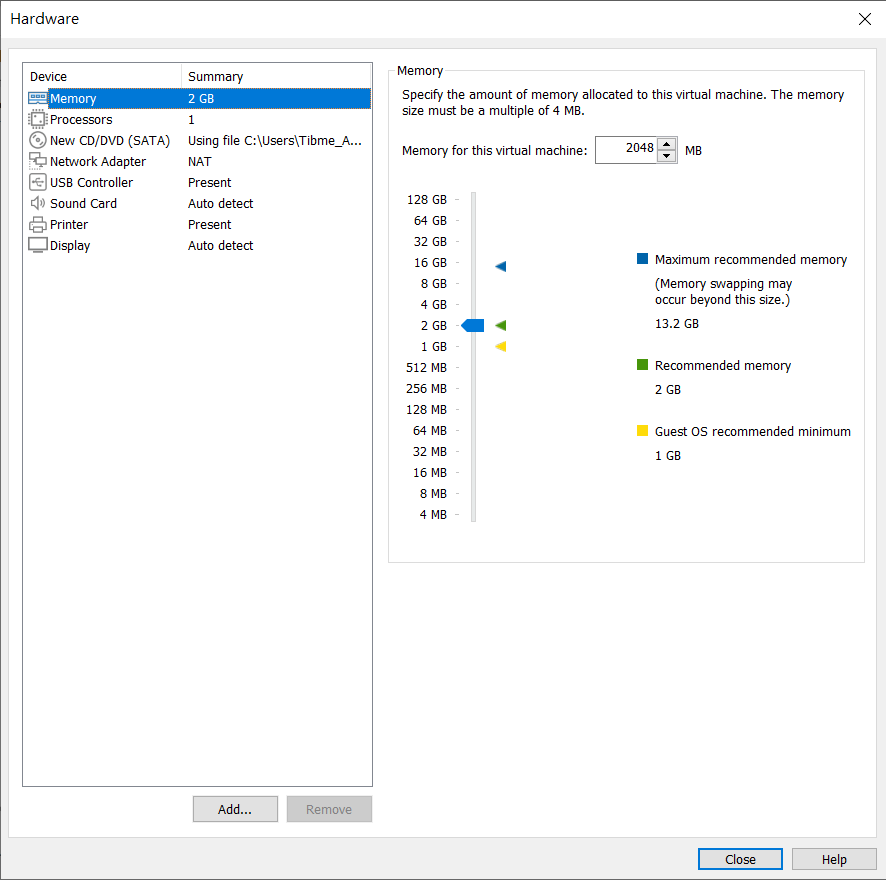 Hardware
Device Summary
Memory 2 GB
Processors 1
New CD/DVD (SATA) Using file C:\Users\Tibme_A...
Network Adapter NAT
USB Controller Present
Sound Card Auto detect
Printer Present
Display Auto detect
Add... Remove
Memory
Specify the amount of memory allocated to this virtual machine. The memory
size must be a multiple of 4 MB.
Memory for this virtual machine: 2048 MB
128 GB
64 GB
32 GB
16 GB
8 GB
4 GB
2 GB
1 GB
512 MB
256 MB
128 MB
64 MB
32 MB
16 MB
8 MB
4 MB
Maximum recommended memory
(Memory swapping may
occur beyond this size.)
13.2 GB
Recommended memory
2 GB
Guest OS recommended minimum
1 GB
Close Help